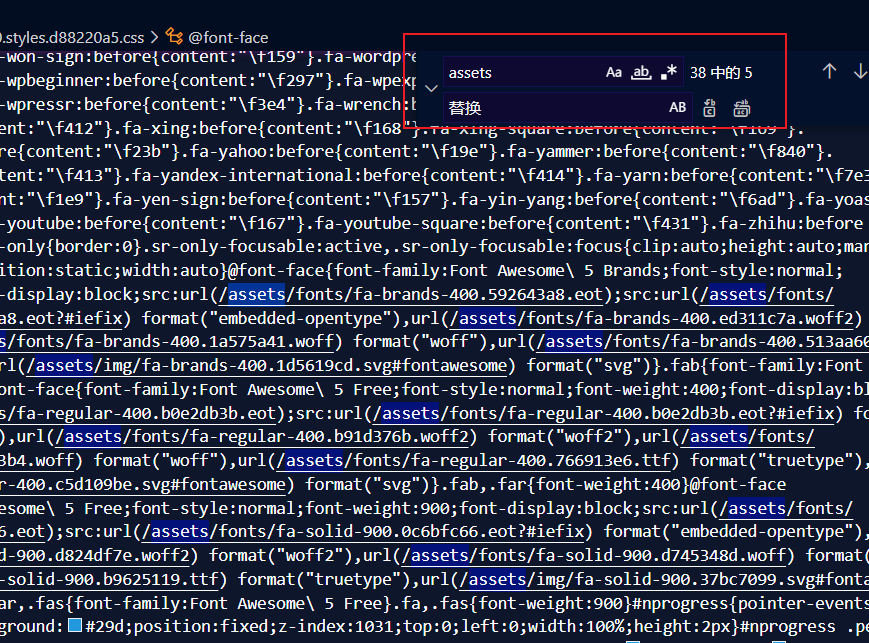 0.styles.d88220a5.css > @font-face
-won-sign:before{content:"\f159"}.fa-wordpre
-wpbeginner:before{content:"\f297"}.fa-wpexp
-wpressr:before{content:"\f3e4"}.fa-wrench:b
assets Aa ab .* 38 中的 5
替换 AB
ent:"\f412"}.fa-xing:before{content:"\f168"}.fa-xing-square:before{content:"\f169"}.
re{content:"\f23b"}.fa-yahoo:before{content:"\f19e"}.fa-yammer:before{content:"\f840"}.
tent:"\f413"}.fa-yandex-international:before{content:"\f414"}.fa-yarn:before{content:"\f7e3
nt:"\f1e9"}.fa-yen-sign:before{content:"\f157"}.fa-yin-yang:before{content:"\f6ad"}.fa-yoas
-youtube:before{content:"\f167"}.fa-youtube-square:before{content:"\f431"}.fa-zhihu:before
-only{border:0}.sr-only-focusable:active,.sr-only-focusable:focus{clip:auto;height:auto;mar
ition:static;width:auto}@font-face{font-family:Font Awesome\ 5 Brands;font-style:normal;
-display:block;src:url(/assets/fonts/fa-brands-400.592643a8.eot);src:url(/assets/fonts/
a8.eot?#iefix) format("embedded-opentype"),url(/assets/fonts/fa-brands-400.ed311c7a.woff2)
s/fonts/fa-brands-400.1a575a41.woff) format("woff"),url(/assets/fonts/fa-brands-400.513aa60
rl(/assets/img/fa-brands-400.1d5619cd.svg#fontawesome) format("svg")}.fab{font-family:Font
ont-face{font-family:Font Awesome\ 5 Free;font-style:normal;font-weight:400;font-display:bl
s/fa-regular-400.b0e2db3b.eot);src:url(/assets/fonts/fa-regular-400.b0e2db3b.eot?#iefix) fo
),url(/assets/fonts/fa-regular-400.b91d376b.woff2) format("woff2"),url(/assets/fonts/
3b4.woff) format("woff"),url(/assets/fonts/fa-regular-400.766913e6.ttf) format("truetype"),
r-400.c5d109be.svg#fontawesome) format("svg")}.fab,.far{font-weight:400}@font-face
esome\ 5 Free;font-style:normal;font-weight:900;font-display:block;src:url(/assets/fonts/
6.eot);src:url(/assets/fonts/fa-solid-900.0c6bfc66.eot?#iefix) format("embedded-opentype"),
d-900.d824df7e.woff2) format("woff2"),url(/assets/fonts/fa-solid-900.d745348d.woff) format(
-solid-900.b9625119.ttf) format("truetype"),url(/assets/img/fa-solid-900.37bc7099.svg#fonta
ar,.fas{font-family:Font Awesome\ 5 Free}.fa,.fas{font-weight:900}#nprogress{pointer-events
ground:#29d;position:fixed;z-index:1031;top:0;left:0;width:100%;height:2px}#nprogress .pe